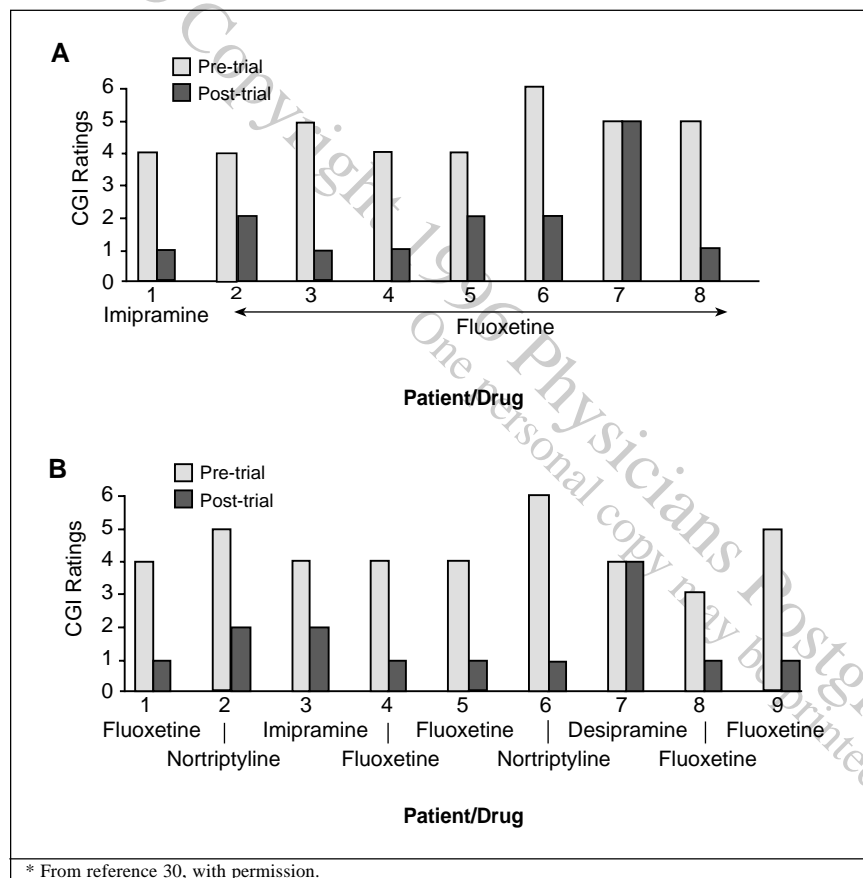 © Copyright 1996 Physicians Postg
One personal copy may be printed
A
Pre-trial
Post-trial
CGI Ratings
6
5
4
3
2
1
0
1 2 3 4 5 6 7 8
Imipramine
Fluoxetine
Patient/Drug
B
Pre-trial
Post-trial
CGI Ratings
6
5
4
3
2
1
0
1 2 3 4 5 6 7 8 9
Fluoxetine | Imipramine | Fluoxetine | Desipramine | Fluoxetine
Nortriptyline Fluoxetine Nortriptyline Fluoxetine
Patient/Drug
* From reference 30, with permission.